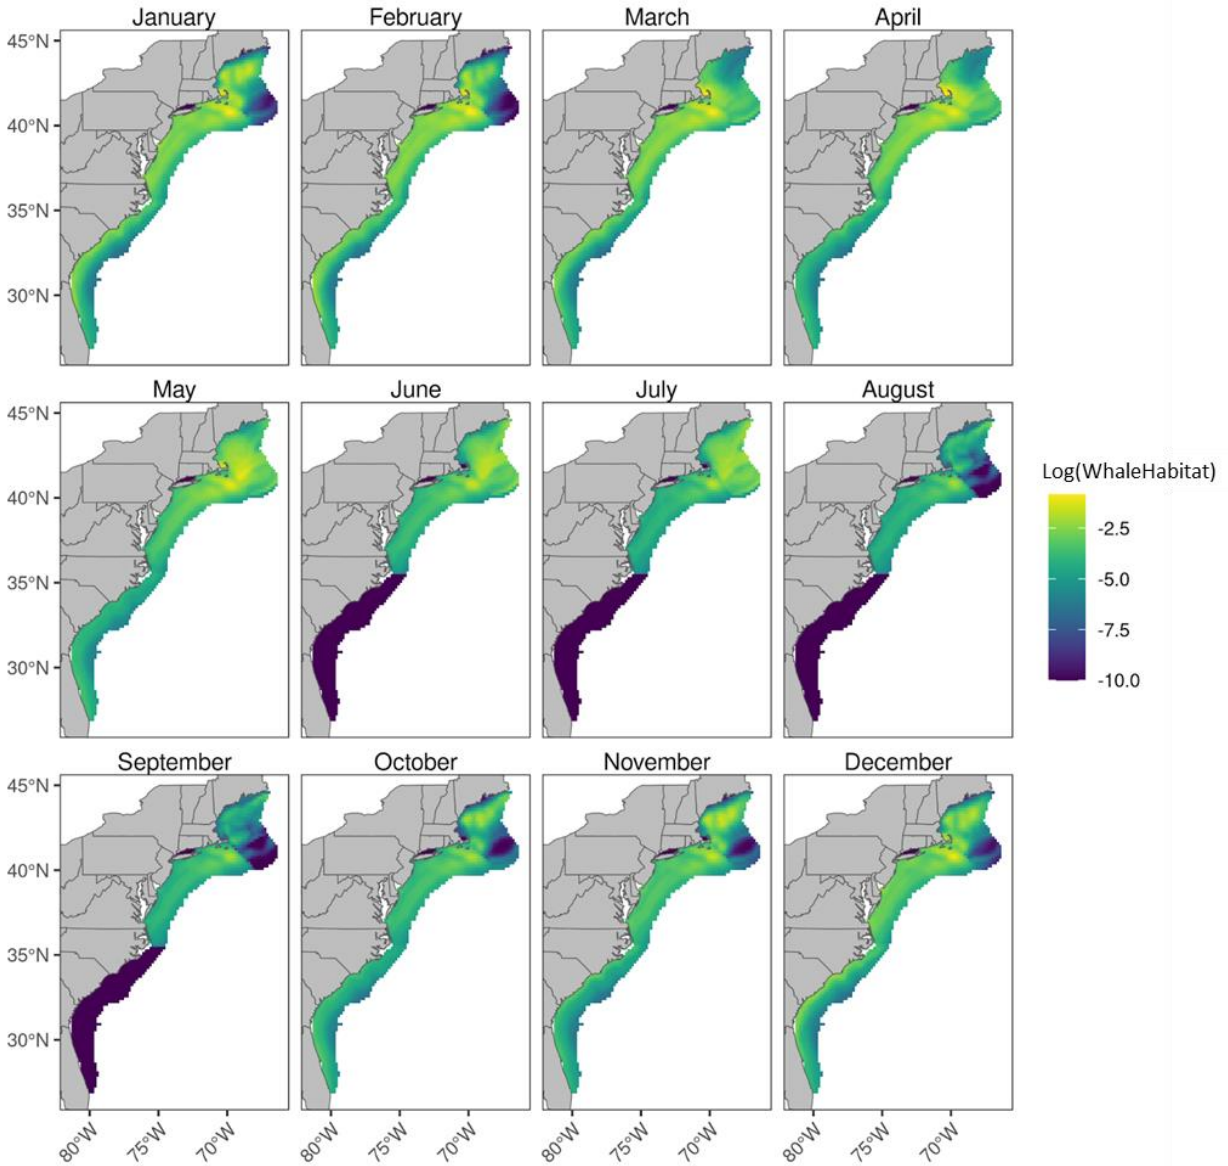 January February March April
45°N
40°N
35°N
30°N
May June July August
45°N
40°N
35°N
30°N
Log(WhaleHabitat)
-2.5
-5.0
-7.5
-10.0
September October November December
45°N
40°N
35°N
30°N
80°W 75°W 70°W 80°W 75°W 70°W 80°W 75°W 70°W 80°W 75°W 70°W